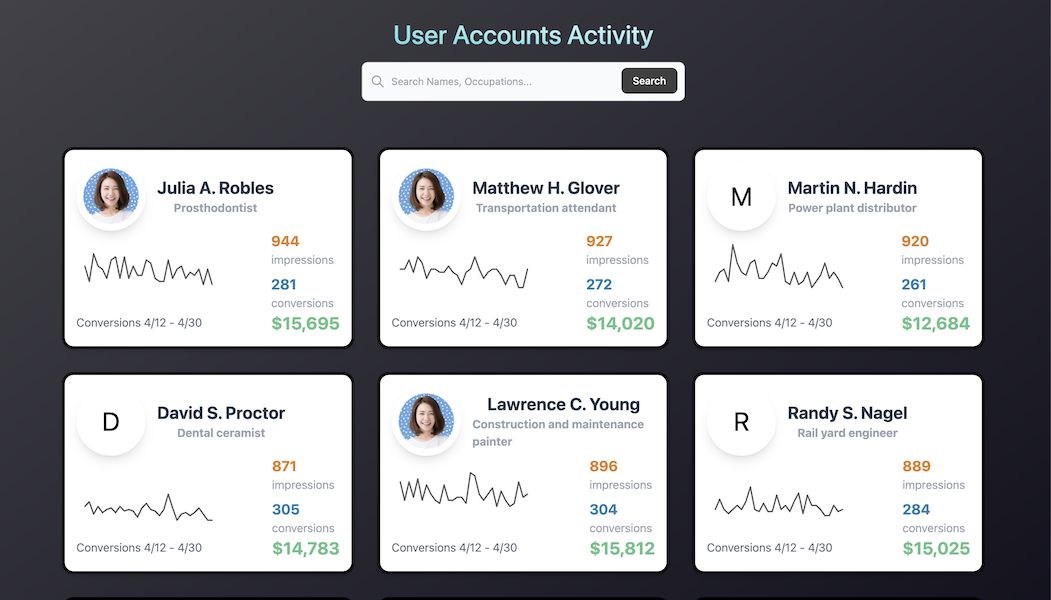 User Accounts Activity
Search Names, Occupations...
Search
Julia A. Robles
Prosthodontist
944
impressions
281
conversions
Conversions 4/12 - 4/30
$15,695
Matthew H. Glover
Transportation attendant
927
impressions
272
conversions
Conversions 4/12 - 4/30
$14,020
M
Martin N. Hardin
Power plant distributor
920
impressions
261
conversions
Conversions 4/12 - 4/30
$12,684
D
David S. Proctor
Dental ceramist
871
impressions
305
conversions
Conversions 4/12 - 4/30
$14,783
Lawrence C. Young
Construction and maintenance
painter
896
impressions
304
conversions
Conversions 4/12 - 4/30
$15,812
R
Randy S. Nagel
Rail yard engineer
889
impressions
284
conversions
Conversions 4/12 - 4/30
$15,025